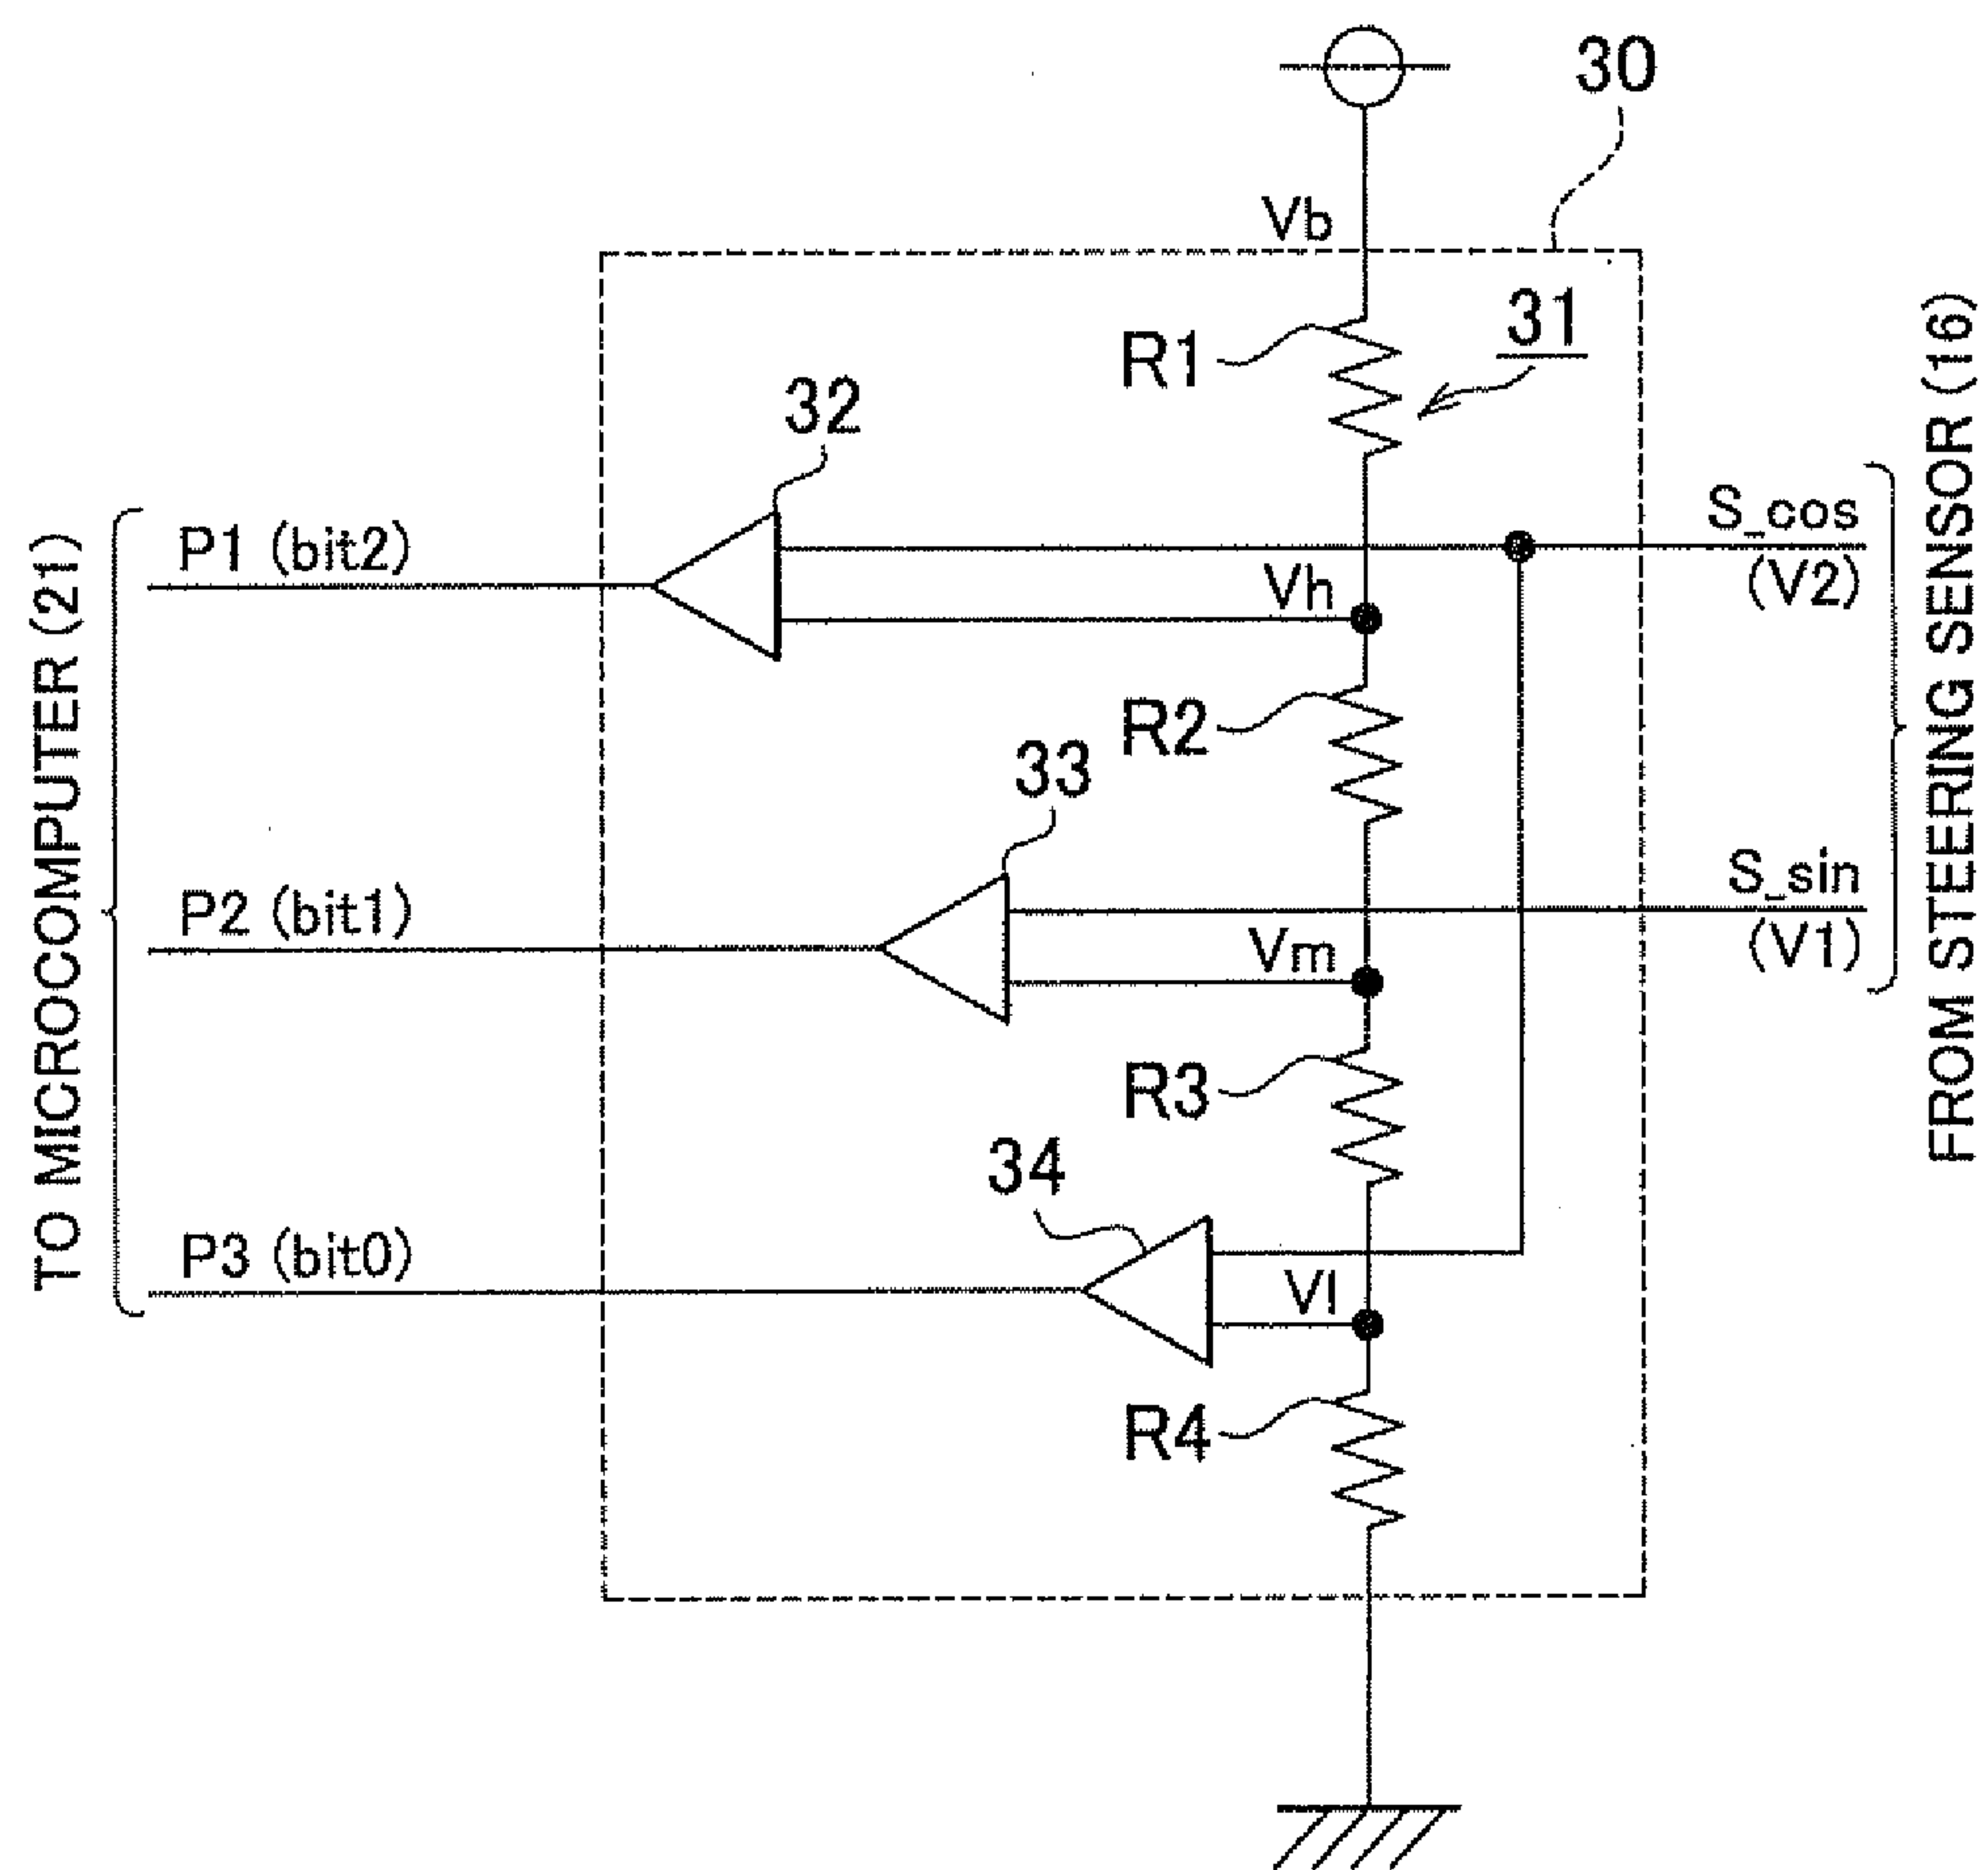 30
Vb
31
R1
32
S_cos
(V2)
P1 (bit2)
Vh
R2
33
S_sin
(V1)
P2 (bit1)
Vm
R3
34
P3 (bit0)
Vl
R4
TO MICROCOMPUTER (21)
FROM STEERING SENSOR (16)